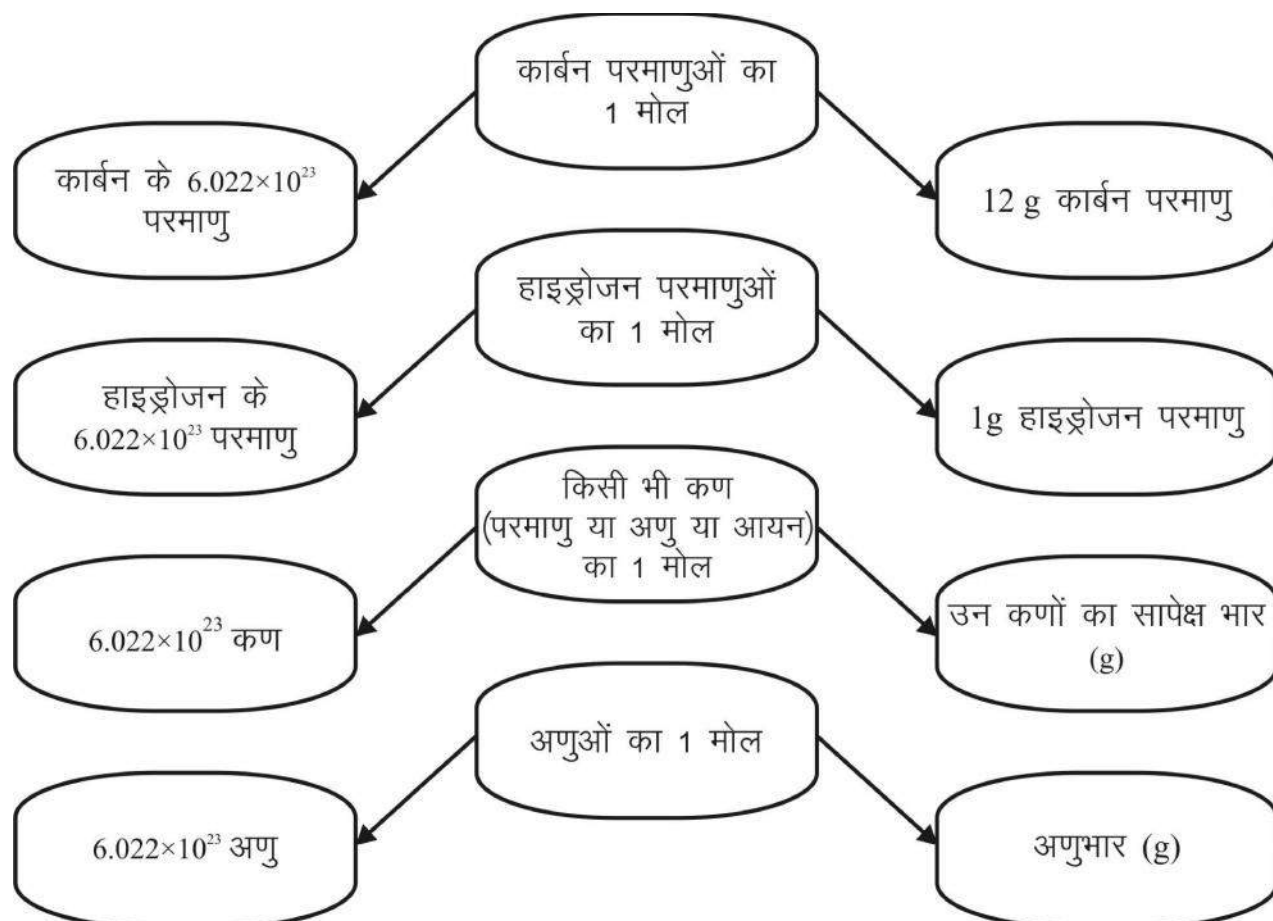 कार्बन परमाणुओं का
1 मोल
कार्बन के 6.022×10²³
परमाणु
12 g कार्बन परमाणु
हाइड्रोजन परमाणुओं
का 1 मोल
हाइड्रोजन के
6.022×10²³ परमाणु
1g हाइड्रोजन परमाणु
किसी भी कण
(परमाणु या अणु या आयन)
का 1 मोल
6.022×10²³ कण
उन कणों का सापेक्ष भार
(g)
अणुओं का 1 मोल
6.022×10²³ अणु
अणुभार (g)